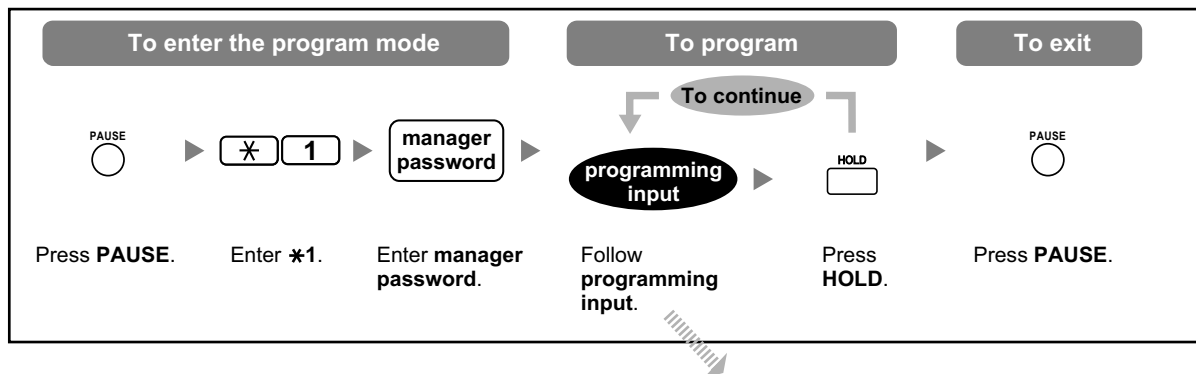 To enter the program mode
To program
To exit
To continue
PAUSE
✳
1
manager
password
programming
input
HOLD
PAUSE
Press PAUSE.
Enter ✳1.
Enter manager
password.
Follow
programming
input.
Press
HOLD.
Press PAUSE.